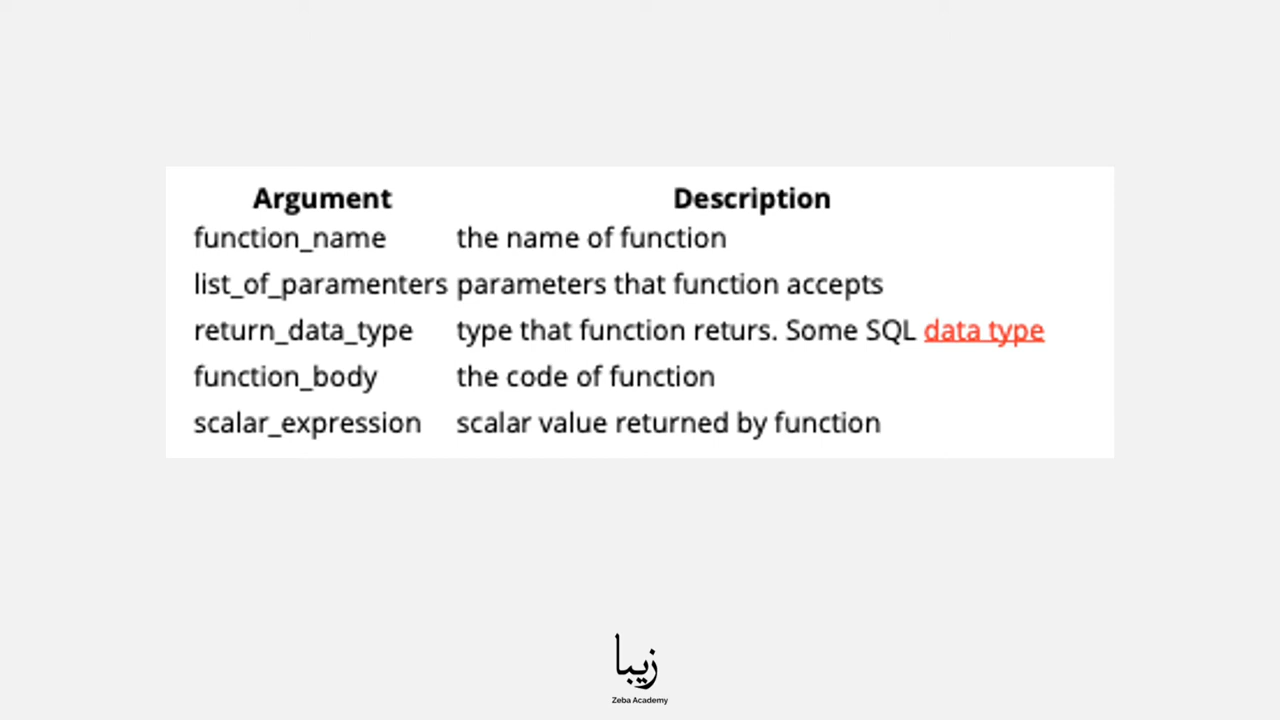 Argument Description
function_name the name of function
list_of_paramenters parameters that function accepts
return_data_type type that function returs. Some SQL data type
function_body the code of function
scalar_expression scalar value returned by function
زيبا
Zeba Academy